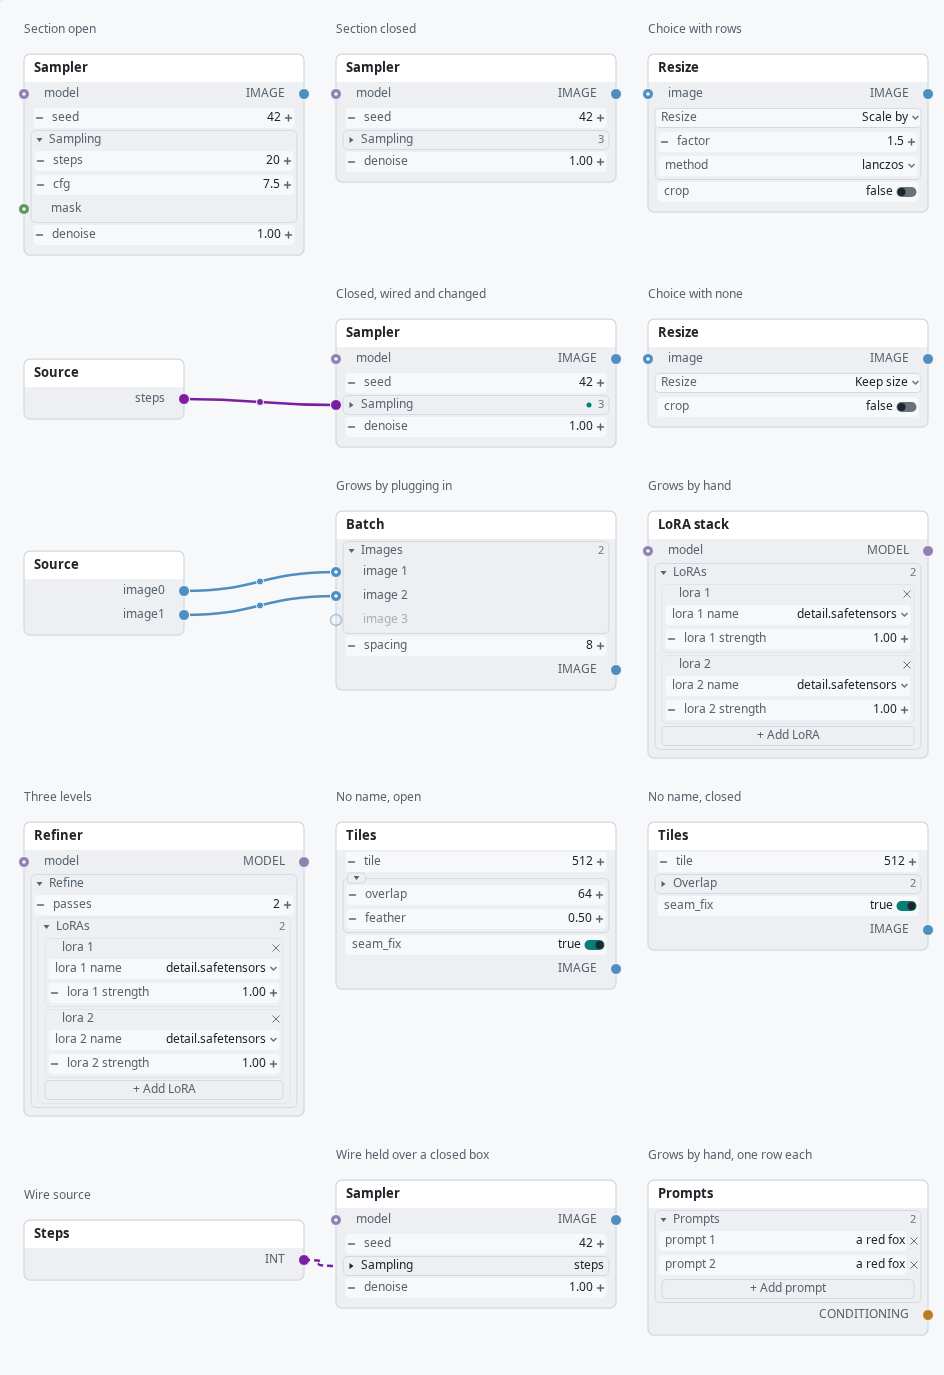 Section open
Sampler
model IMAGE
seed 42
Sampling
steps 20
cfg 7.5
mask
denoise 1.00
Section closed
Sampler
model IMAGE
seed 42
Sampling 3
denoise 1.00
Choice with rows
Resize
image IMAGE
Resize Scale by
factor 1.5
method lanczos
crop false
Source
steps
Closed, wired and changed
Sampler
model IMAGE
seed 42
Sampling 3
denoise 1.00
Choice with none
Resize
image IMAGE
Resize Keep size
crop false
Source
image0
image1
Grows by plugging in
Batch
Images 2
image 1
image 2
image 3
spacing 8
IMAGE
Grows by hand
LoRA stack
model MODEL
LoRAs 2
lora 1
lora 1 name detail.safetensors
lora 1 strength 1.00
lora 2
lora 2 name detail.safetensors
lora 2 strength 1.00
+ Add LoRA
Three levels
Refiner
model MODEL
Refine
passes 2
LoRAs 2
lora 1
lora 1 name detail.safetensors
lora 1 strength 1.00
lora 2
lora 2 name detail.safetensors
lora 2 strength 1.00
+ Add LoRA
No name, open
Tiles
tile 512
overlap 64
feather 0.50
seam_fix true
IMAGE
No name, closed
Tiles
tile 512
Overlap 2
seam_fix true
IMAGE
Wire source
Steps
INT
Wire held over a closed box
Sampler
model IMAGE
seed 42
Sampling steps
denoise 1.00
Grows by hand, one row each
Prompts
Prompts 2
prompt 1 a red fox
prompt 2 a red fox
+ Add prompt
CONDITIONING